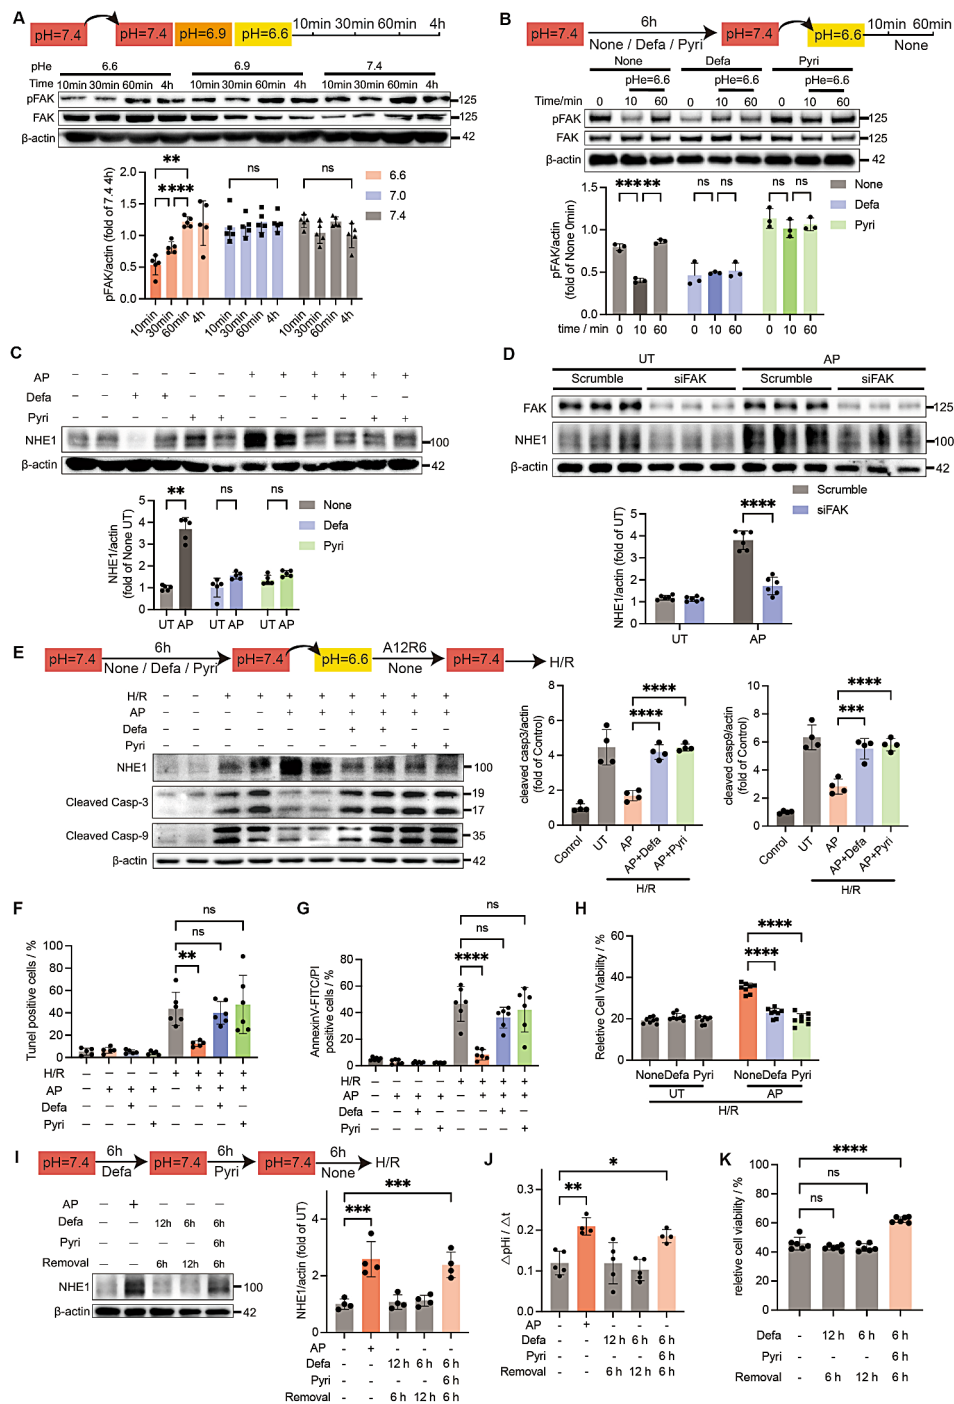 A
pH=7.4 pH=7.4 pH=6.9 pH=6.6 10min 30min 60min 4h
pHe 6.6 6.9 7.4
Time 10min 30min 60min 4h 10min 30min 60min 4h 10min 30min 60min 4h
pFAK 125
FAK 125
β-actin 42
pFAK/actin (fold of 7.4 4h)
2.0
1.5
1.0
0.5
0.0
** **** ns ns
6.6
7.0
7.4
10min 30min 60min 4h 10min 30min 60min 4h 10min 30min 60min 4h
B
pH=7.4 6h pH=7.4 pH=6.6 10min 60min
None / Defa / Pyri None
None Defa Pyri
pHe=6.6 pHe=6.6 pHe=6.6
Time/min 0 10 60 0 10 60 0 10 60
pFAK 125
FAK 125
β-actin 42
pFAK/actin
(fold of None 0min)
1.5
1.0
0.5
0.0
******** ns ns ns ns
None
Defa
Pyri
time / min 0 10 60 0 10 60 0 10 60
C
AP – – – – – – + + + + + +
Defa – – + + – – – – + + – –
Pyri – – – – + + – – – – + +
NHE1 100
β-actin 42
NHE1/actin
(fold of None UT)
5
4
3
2
1
0
** ns ns
None
Defa
Pyri
UT AP UT AP UT AP
D
UT AP
Scrumble siFAK Scrumble siFAK
FAK 125
NHE1 100
β-actin 42
Scrumble
siFAK
NHE1/actin (fold of UT)
5
4
3
2
1
0
****
UT AP
E
pH=7.4 6h pH=7.4 pH=6.6 A12R6 pH=7.4 H/R
None / Defa / Pyri None
H/R – – + + + + + + + +
AP – – – – + + + + + +
Defa – – – – – – + + – –
Pyri – – – – – – – – + +
NHE1 100
Cleaved Casp-3 19
17
Cleaved Casp-9 35
β-actin 42
cleaved casp3/actin
(fold of Control)
8
6
4
2
0
**** ****
Conrol UT AP AP+Defa AP+Pyri
H/R
cleaved casp9/actin
(fold of Control)
10
8
6
4
2
0
*** ****
Conrol UT AP AP+Defa AP+Pyri
H/R
F
Tunel positive cells / %
100
80
60
40
20
0
** ns ns
H/R – – – – + + + +
AP – + + + – + + +
Defa – – + – – – + –
Pyri – – – + – – – +
G
AnnexinV-FITC/PI
positive cells / %
80
60
40
20
0
**** ns ns
H/R – – – – + + + +
AP – + + + – + + +
Defa – – + – – – + –
Pyri – – – + – – – +
H
Reletive Cell Viability / %
60
40
20
0
**** ****
None Defa Pyri None Defa Pyri
UT AP
H/R
I
pH=7.4 6h pH=7.4 6h pH=7.4 6h H/R
Defa Pyri None
AP – + – – –
Defa – – 12h 6h 6h
Pyri – – – – 6h
Removal – – 6h 12h 6h
NHE1 100
β-actin 42
NHE1/actin (fold of UT)
4
2
0
*** ***
AP - + - - -
Defa - - 12 h 6 h 6 h
Pyri - - - - 6 h
Removal - - 6 h 12 h 6 h
J
△pHi / △t
0.3
0.2
0.1
0.0
** *
AP - + - - -
Defa - - 12 h 6 h 6 h
Pyri - - - - 6 h
Removal - - 6 h 12 h 6 h
K
reletive cell viability / %
100
80
60
40
20
0
ns ns ****
Defa - 12 h 6 h 6 h
Pyri - - - 6 h
Removal - 6 h 12 h 6 h